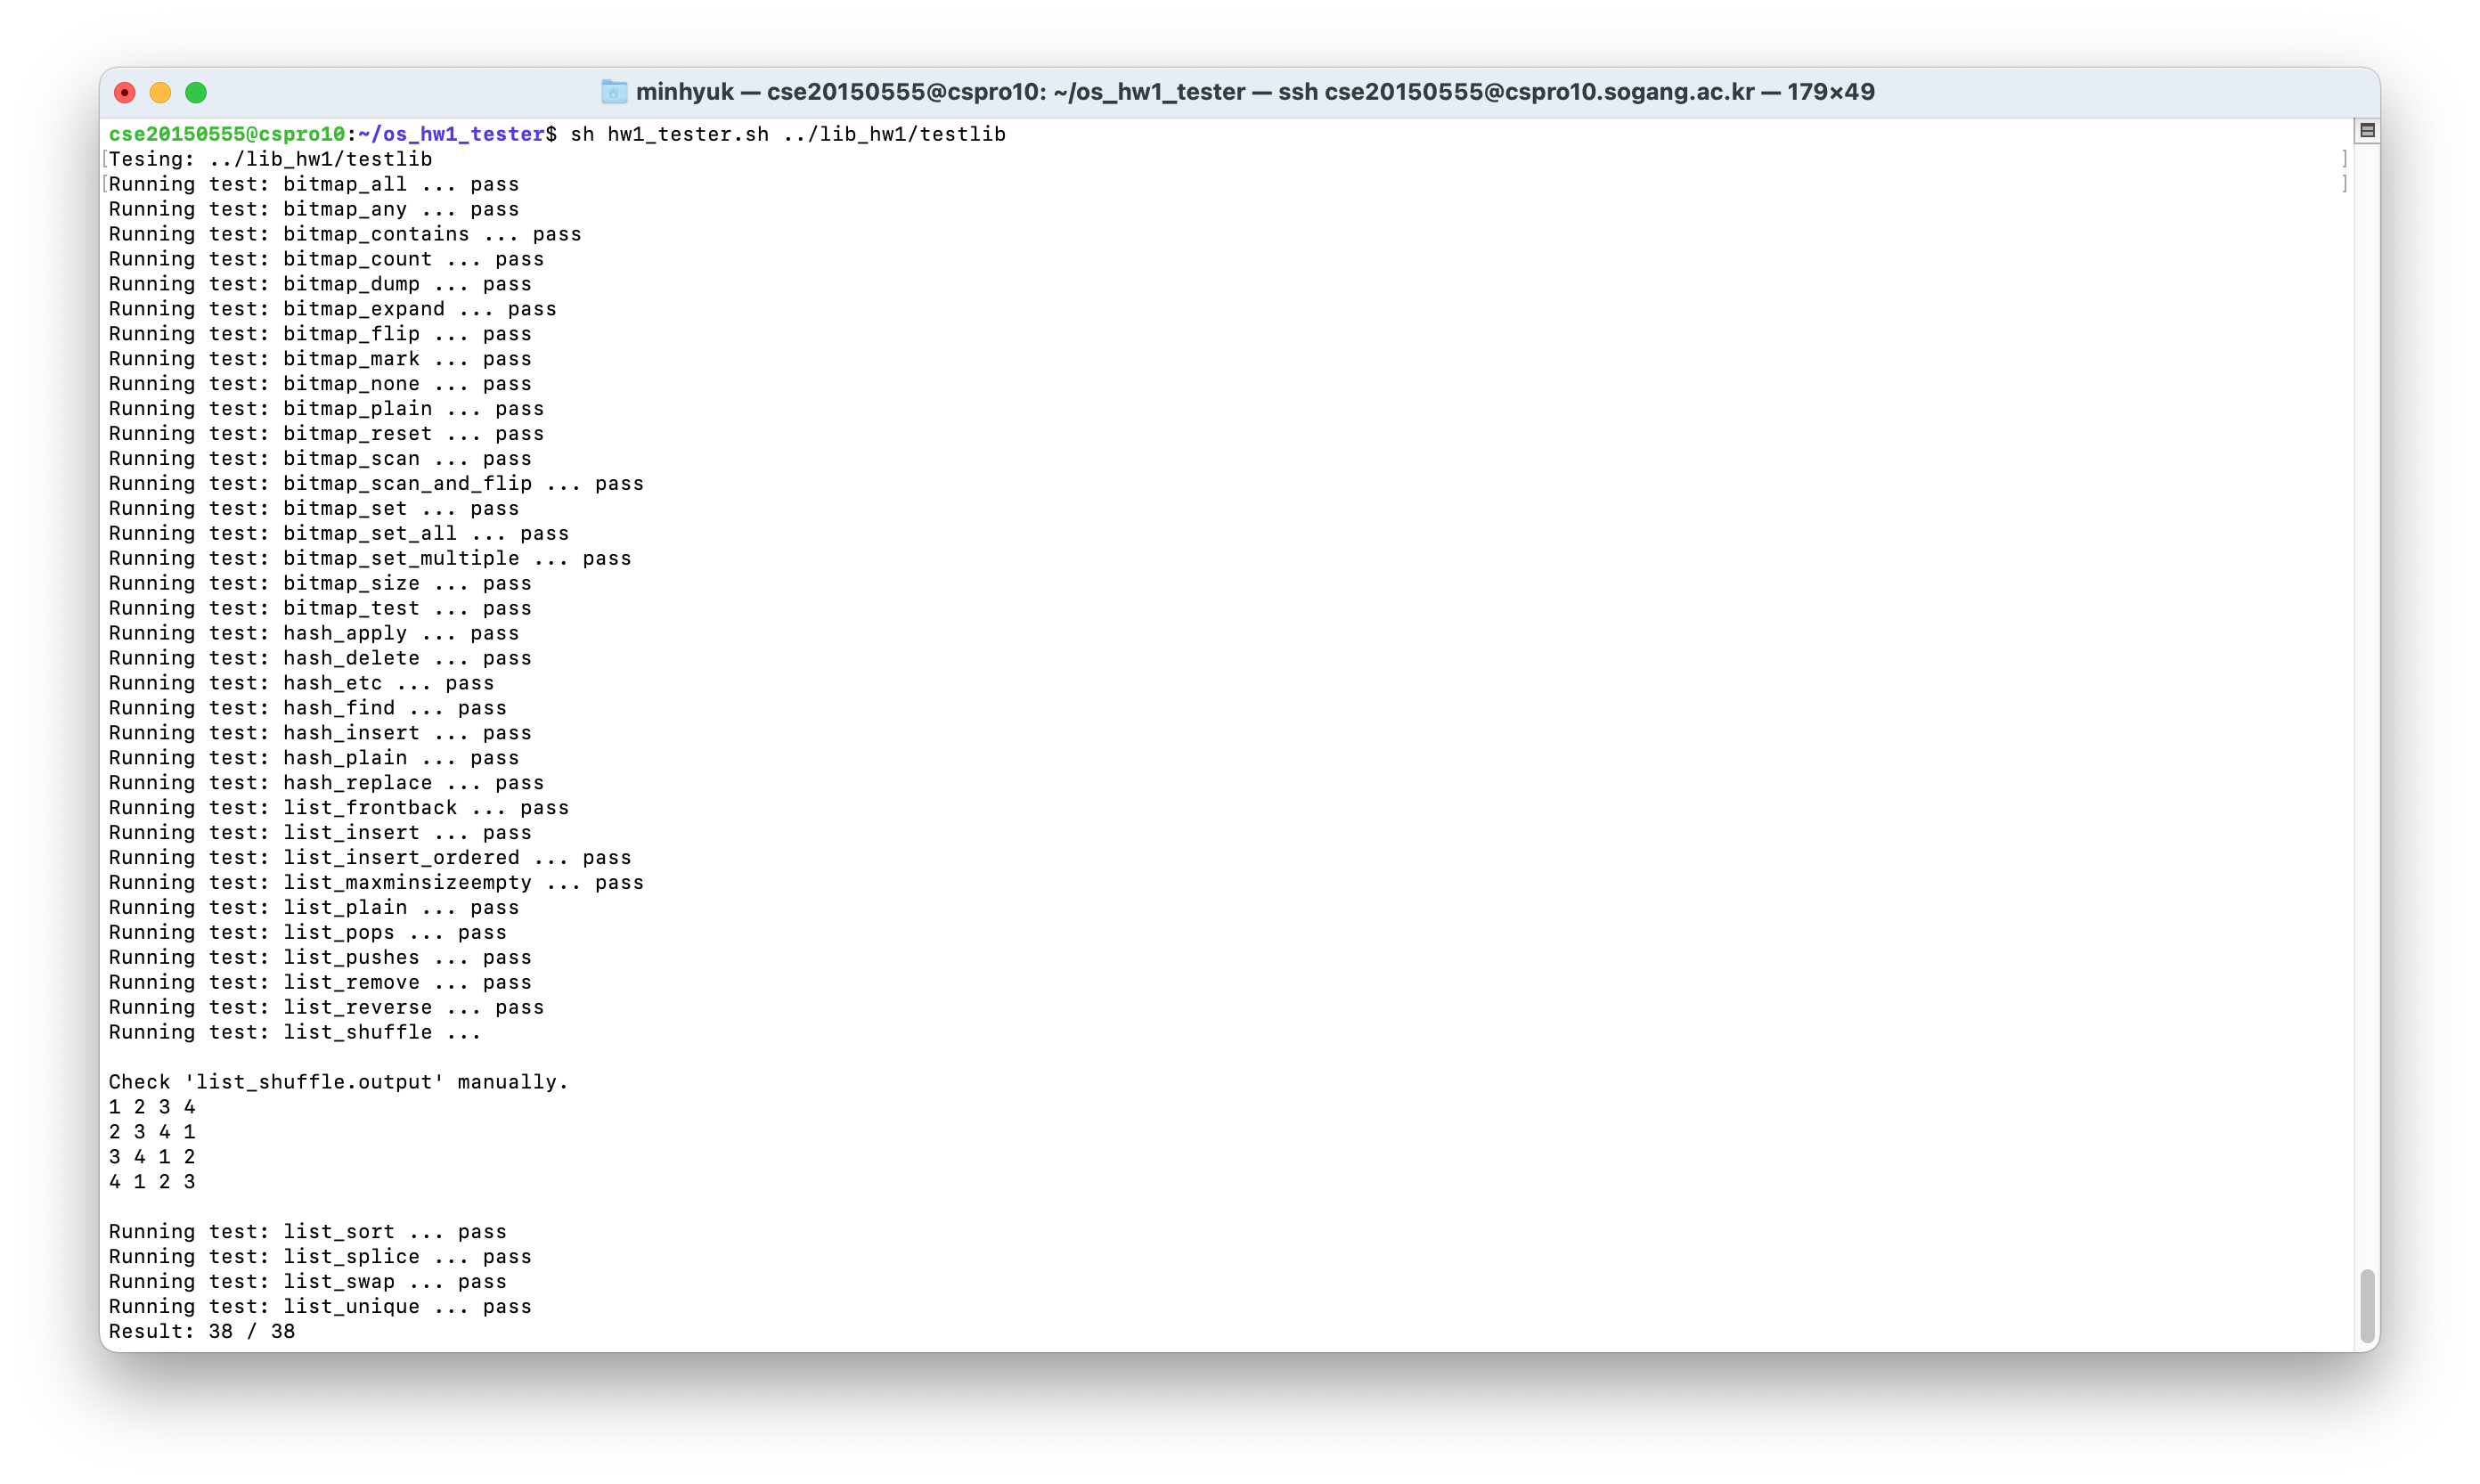 minhyuk — cse20150555@cspro10: ~/os_hw1_tester — ssh cse20150555@cspro10.sogang.ac.kr — 179×49
cse20150555@cspro10:~/os_hw1_tester$ sh hw1_tester.sh ../lib_hw1/testlib
[Tesing: ../lib_hw1/testlib ]
[Running test: bitmap_all ... pass ]
Running test: bitmap_any ... pass
Running test: bitmap_contains ... pass
Running test: bitmap_count ... pass
Running test: bitmap_dump ... pass
Running test: bitmap_expand ... pass
Running test: bitmap_flip ... pass
Running test: bitmap_mark ... pass
Running test: bitmap_none ... pass
Running test: bitmap_plain ... pass
Running test: bitmap_reset ... pass
Running test: bitmap_scan ... pass
Running test: bitmap_scan_and_flip ... pass
Running test: bitmap_set ... pass
Running test: bitmap_set_all ... pass
Running test: bitmap_set_multiple ... pass
Running test: bitmap_size ... pass
Running test: bitmap_test ... pass
Running test: hash_apply ... pass
Running test: hash_delete ... pass
Running test: hash_etc ... pass
Running test: hash_find ... pass
Running test: hash_insert ... pass
Running test: hash_plain ... pass
Running test: hash_replace ... pass
Running test: list_frontback ... pass
Running test: list_insert ... pass
Running test: list_insert_ordered ... pass
Running test: list_maxminsizeempty ... pass
Running test: list_plain ... pass
Running test: list_pops ... pass
Running test: list_pushes ... pass
Running test: list_remove ... pass
Running test: list_reverse ... pass
Running test: list_shuffle ...
Check 'list_shuffle.output' manually.
1 2 3 4
2 3 4 1
3 4 1 2
4 1 2 3
Running test: list_sort ... pass
Running test: list_splice ... pass
Running test: list_swap ... pass
Running test: list_unique ... pass
Result: 38 / 38